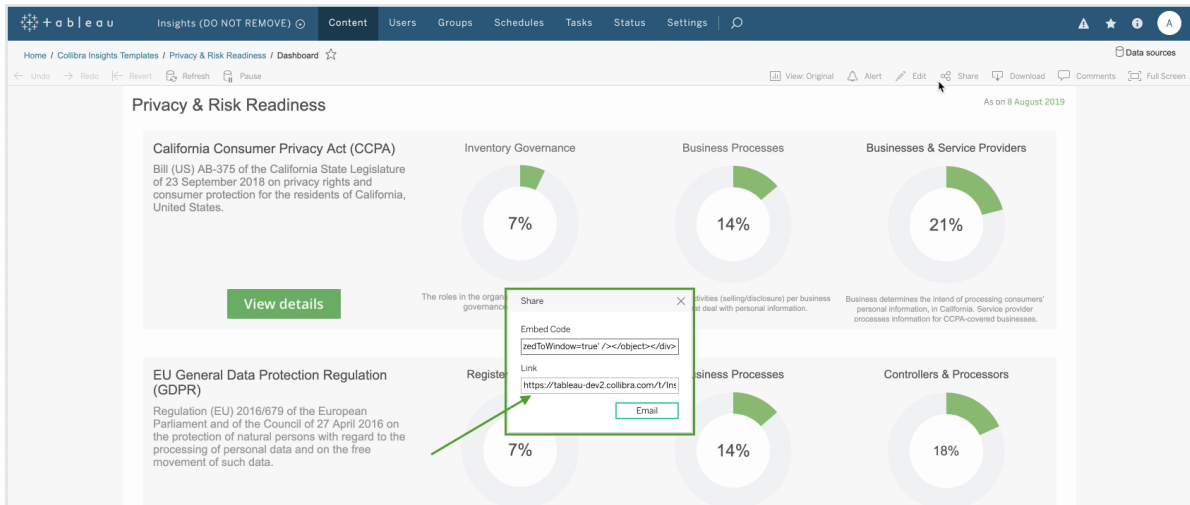 + a b l e a u
Insights (DO NOT REMOVE)
Content
Users
Groups
Schedules
Tasks
Status
Settings
A
Home / Collibra Insights Templates / Privacy & Risk Readiness / Dashboard
Data sources
Undo
Redo
Revert
Refresh
Pause
View: Original
Alert
Edit
Share
Download
Comments
Full Screen
Privacy & Risk Readiness
As on 8 August 2019
California Consumer Privacy Act (CCPA)
Bill (US) AB-375 of the California State Legislature
of 23 September 2018 on privacy rights and
consumer protection for the residents of California,
United States.
View details
Inventory Governance
7%
The roles in the organ
governance
Business Processes
14%
tivities (selling/disclosure) per business
at deal with personal information.
Businesses & Service Providers
21%
Business determines the intend of processing consumers'
personal information, in California. Service provider
processes information for CCPA-covered businesses.
Share
Embed Code
zedToWindow=true' /></object></div>
Link
https://tableau-dev2.collibra.com/t/Ins
Email
EU General Data Protection Regulation
(GDPR)
Regulation (EU) 2016/679 of the European
Parliament and of the Council of 27 April 2016 on
the protection of natural persons with regard to the
processing of personal data and on the free
movement of such data.
Register
7%
siness Processes
14%
Controllers & Processors
18%